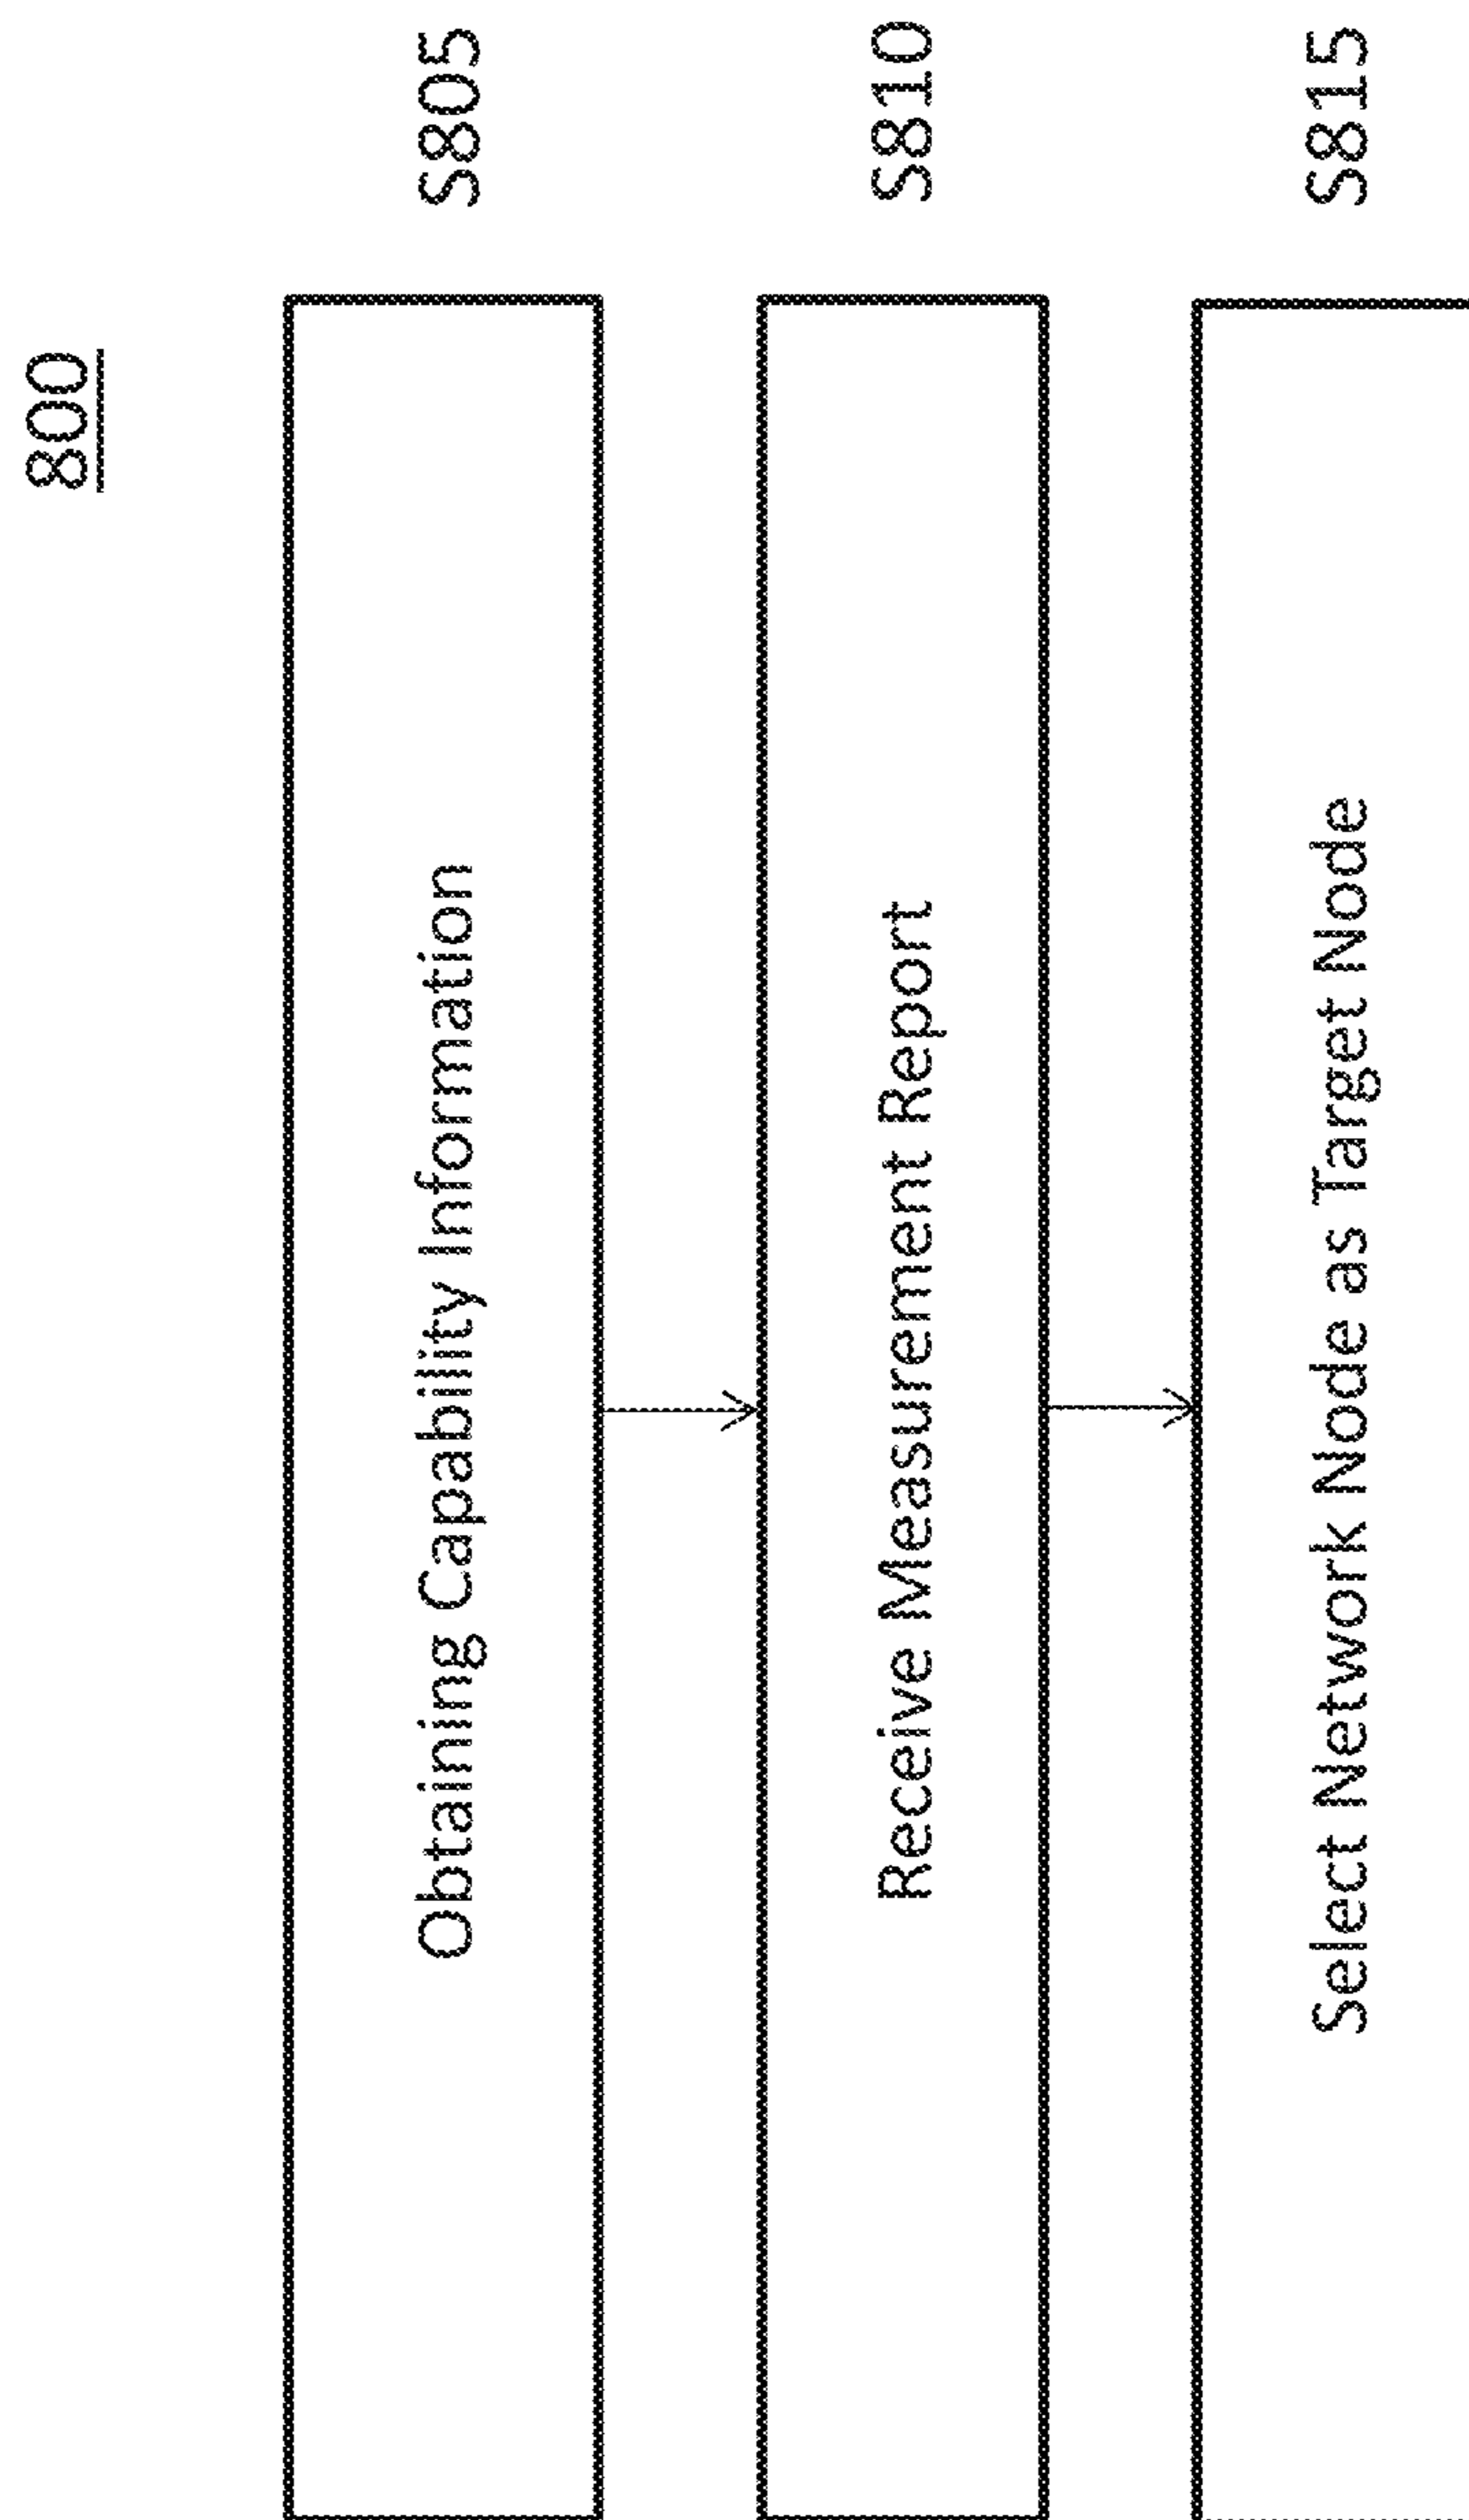 800
Obtaining Capability Information
S805
Receive Measurement Report
S810
Select Network Node as Target Node
S815